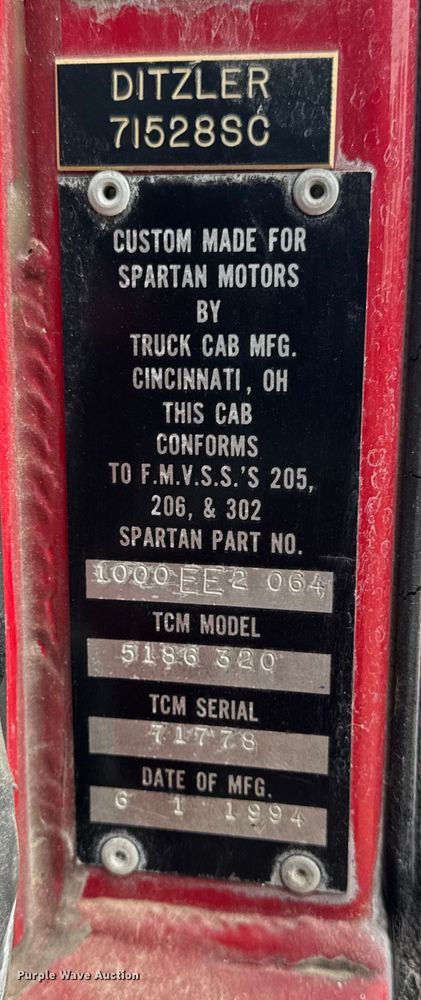 DITZLER
71528SC
CUSTOM MADE FOR
SPARTAN MOTORS
BY
TRUCK CAB MFG.
CINCINNATI, OH
THIS CAB
CONFORMS
TO F.M.V.S.S.'S 205,
206, & 302
SPARTAN PART NO.
1000EE2 064
TCM MODEL
5186 320
TCM SERIAL
71778
DATE OF MFG.
6 1 1994
Purple Wave Auction